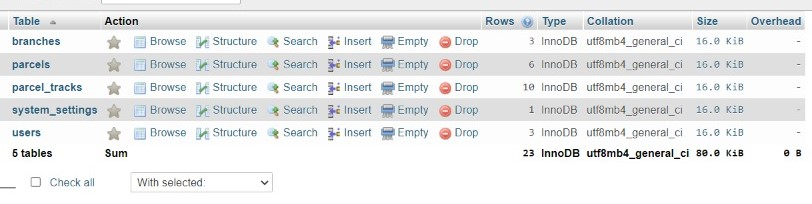 Table Action Rows Type Collation Size Overhead
branches Browse Structure Search Insert Empty Drop 3 InnoDB utf8mb4_general_ci 16.0 KiB -
parcels Browse Structure Search Insert Empty Drop 6 InnoDB utf8mb4_general_ci 16.0 KiB -
parcel_tracks Browse Structure Search Insert Empty Drop 10 InnoDB utf8mb4_general_ci 16.0 KiB -
system_settings Browse Structure Search Insert Empty Drop 1 InnoDB utf8mb4_general_ci 16.0 KiB -
users Browse Structure Search Insert Empty Drop 3 InnoDB utf8mb4_general_ci 16.0 KiB -
5 tables Sum 23 InnoDB utf8mb4_general_ci 80.0 KiB 0 B
Check all With selected: